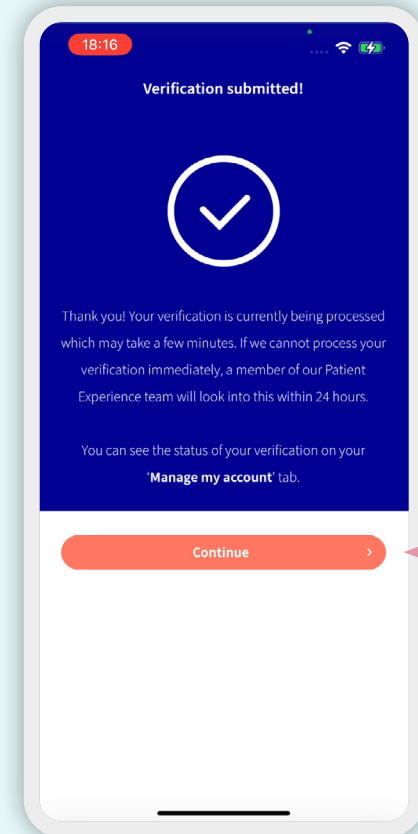 18:16
Verification submitted!
Thank you! Your verification is currently being processed
which may take a few minutes. If we cannot process your
verification immediately, a member of our Patient
Experience team will look into this within 24 hours.
You can see the status of your verification on your
‘Manage my account’ tab.
Continue